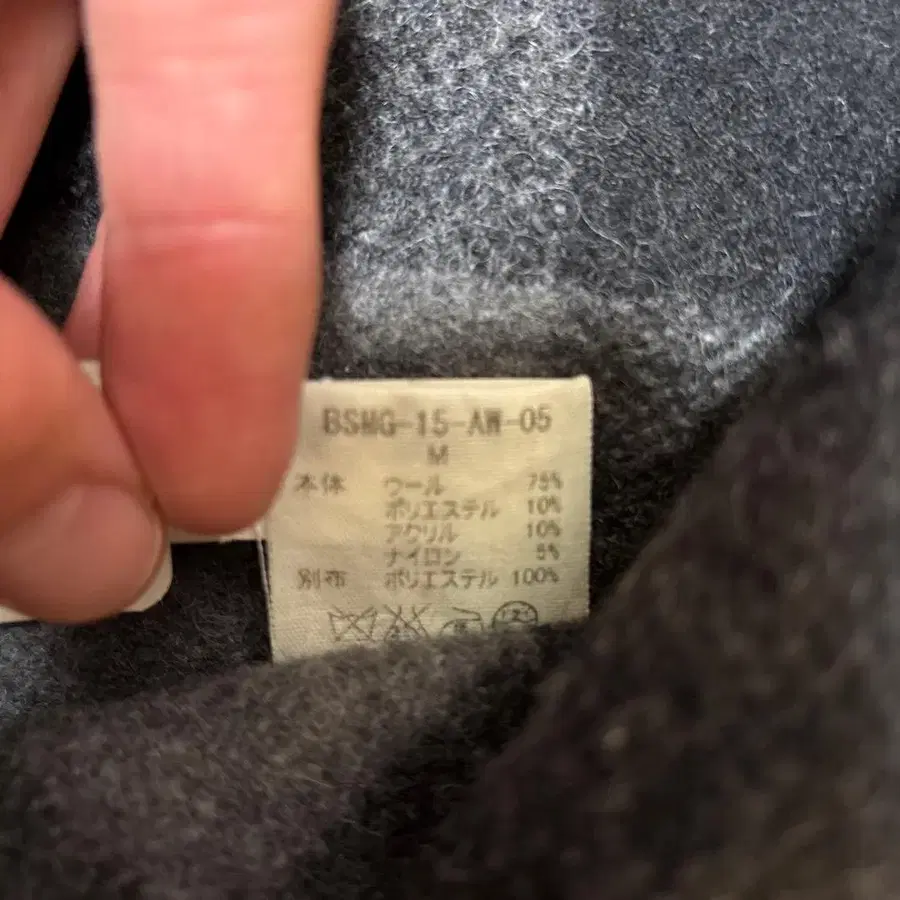 BSMG-15-AW-05
M
本体 ウール 75%
ポリエステル 10%
アクリル 10%
ナイロン 5%
別布 ポリエステル 100%